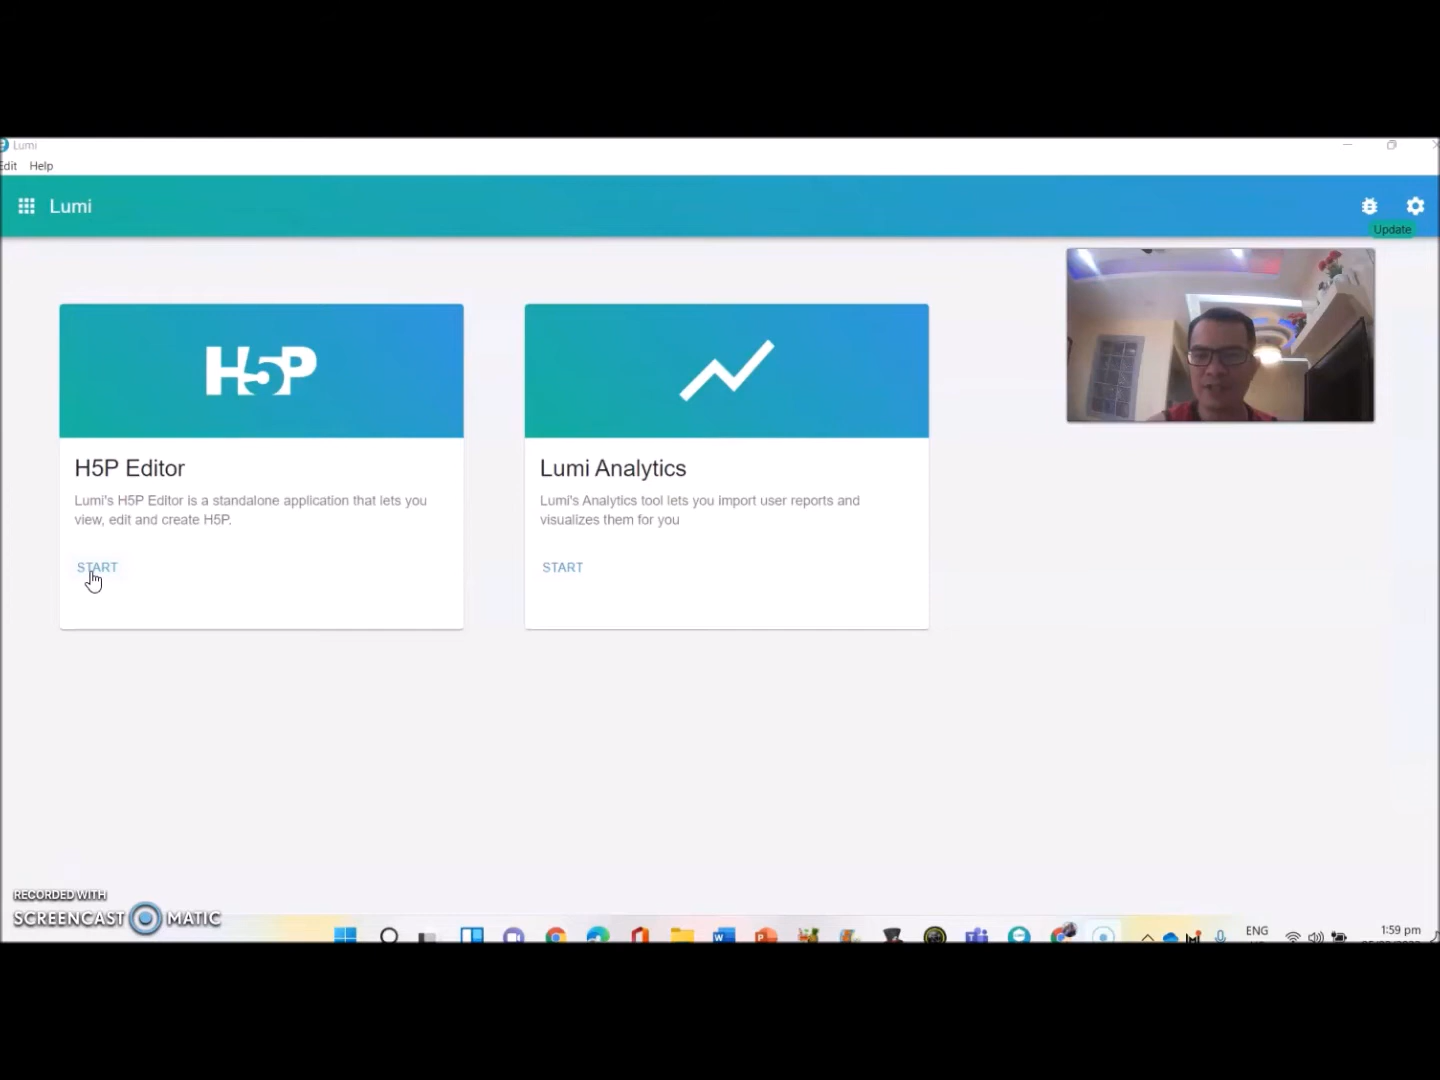 Lumi
Edit Help
Lumi
Update
H5P
H5P Editor
Lumi's H5P Editor is a standalone application that lets you
view, edit and create H5P.
START
Lumi Analytics
Lumi's Analytics tool lets you import user reports and
visualizes them for you
START
RECORDED WITH
SCREENCAST MATIC
ENG
1:59 pm